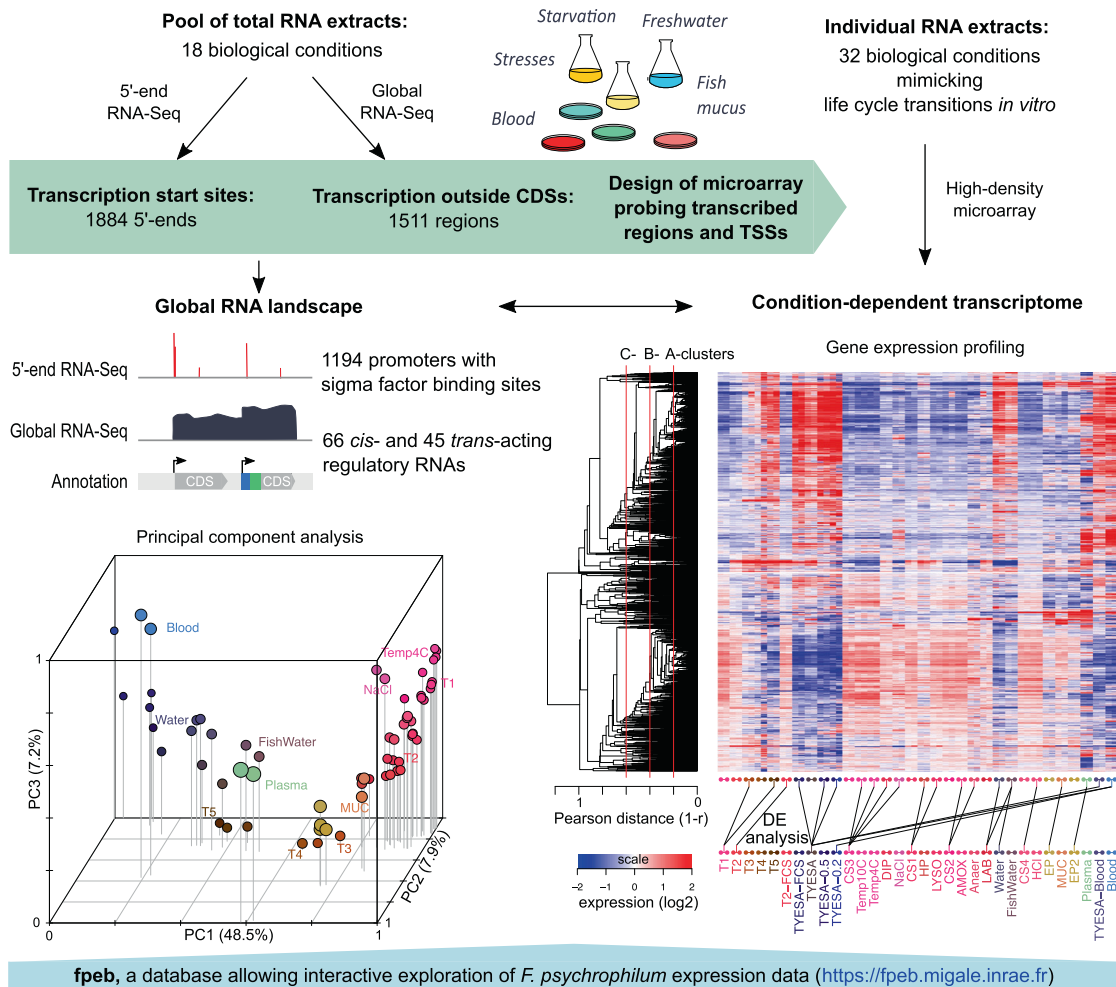 Pool of total RNA extracts:
18 biological conditions
5'-end
RNA-Seq
Global
RNA-Seq
Starvation
Freshwater
Stresses
Fish
mucus
Blood
Individual RNA extracts:
32 biological conditions
mimicking
life cycle transitions in vitro
High-density
microarray
Transcription start sites:
1884 5'-ends
Transcription outside CDSs:
1511 regions
Design of microarray
probing transcribed
regions and TSSs
Global RNA landscape
5'-end RNA-Seq
Global RNA-Seq
Annotation
CDS
CDS
1194 promoters with
sigma factor binding sites
66 cis- and 45 trans-acting
regulatory RNAs
Condition-dependent transcriptome
Gene expression profiling
C- B- A-clusters
1 0
Pearson distance (1-r)
scale
−2 −1 0 1 2
expression (log2)
DE
analysis
T1
T2
T3
T4
T5
T2−FCS
TYESA−FCS
TYESA
TYESA−0.5
TYESA−0.2
CS3
Temp10C
Temp4C
DIP
NaCl
CS1
HP
LYSO
CS2
AMOX
Anaer
LAB
Water
FishWater
CS4
HCl
EP
MUC
EP2
Plasma
TYESA−Blood
Blood
Principal component analysis
Blood
Temp4C
NaCl
T1
Water
FishWater
Plasma
T2
MUC
T5
T4
T3
1
0
PC3 (7.2%)
0
PC1 (48.5%)
1
PC2 (7.9%)
1
fpeb, a database allowing interactive exploration of F. psychrophilum expression data (https://fpeb.migale.inrae.fr)